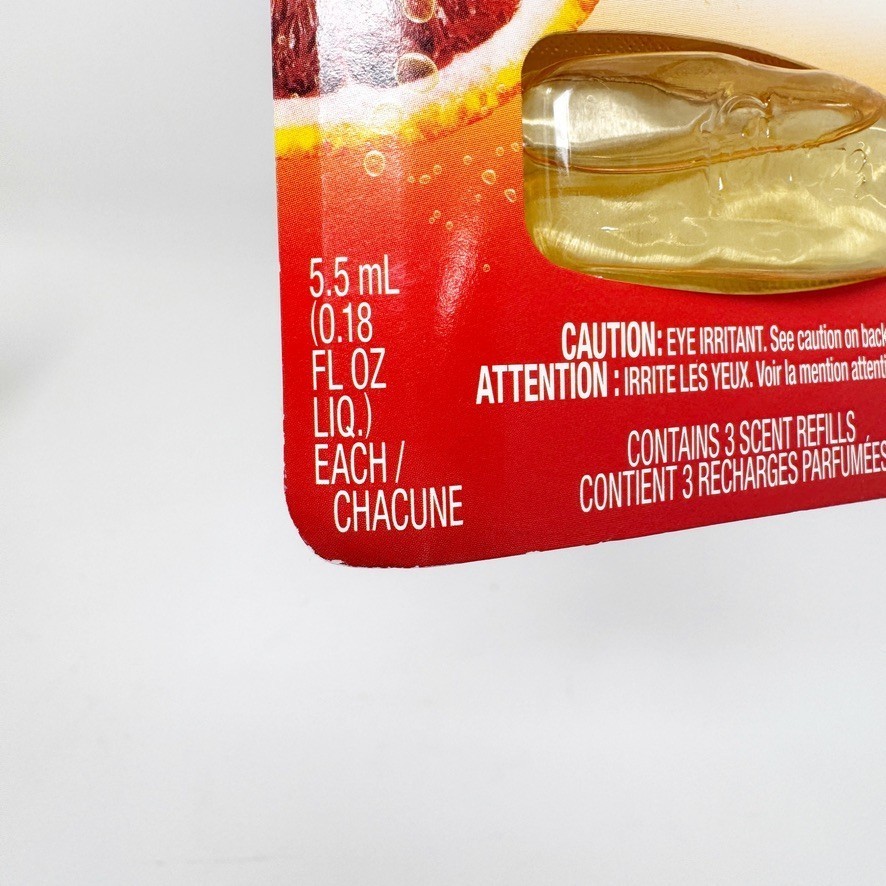 5.5 mL
(0.18
FL OZ
LIQ.)
EACH /
CHACUNE
CAUTION: EYE IRRITANT. See caution on back
ATTENTION : IRRITE LES YEUX. Voir la mention attenti
CONTAINS 3 SCENT REFILLS
CONTIENT 3 RECHARGES PARFUMÉES